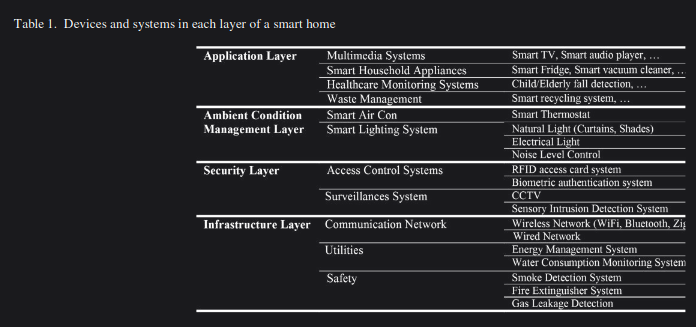 Table 1. Devices and systems in each layer of a smart home
Application Layer Multimedia Systems Smart TV, Smart audio player, ...
Smart Household Appliances Smart Fridge, Smart vacuum cleaner, ..
Healthcare Monitoring Systems Child/Elderly fall detection, ...
Waste Management Smart recycling system, ...
Ambient Condition Smart Air Con Smart Thermostat
Management Layer Smart Lighting System Natural Light (Curtains, Shades)
Electrical Light
Noise Level Control
Security Layer Access Control Systems RFID access card system
Biometric authentication system
Surveillances System CCTV
Sensory Intrusion Detection System
Infrastructure Layer Communication Network Wireless Network (WiFi, Bluetooth,
Wired Network
Utilities Energy Management System
Water Consumption Monitoring System
Safety Smoke Detection System
Fire Extinguisher System
Gas Leakage Detection